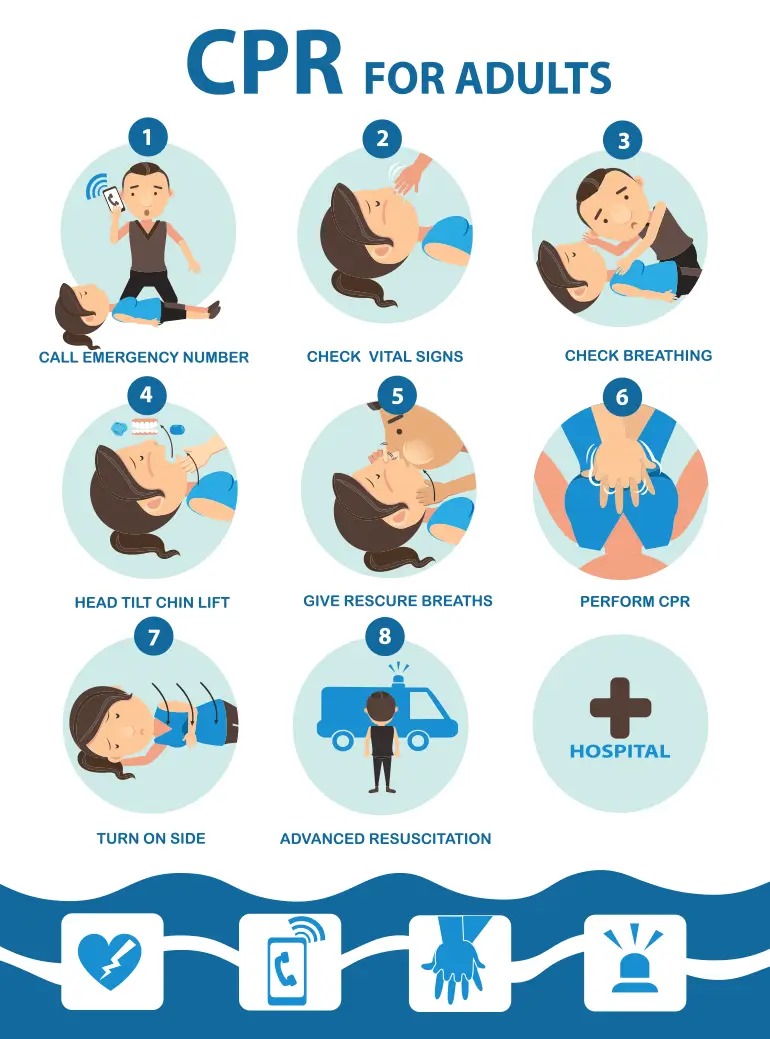 CPR FOR ADULTS
1
CALL EMERGENCY NUMBER
2
CHECK VITAL SIGNS
3
CHECK BREATHING
4
HEAD TILT CHIN LIFT
5
GIVE RESCURE BREATHS
6
PERFORM CPR
7
TURN ON SIDE
8
ADVANCED RESUSCITATION
HOSPITAL